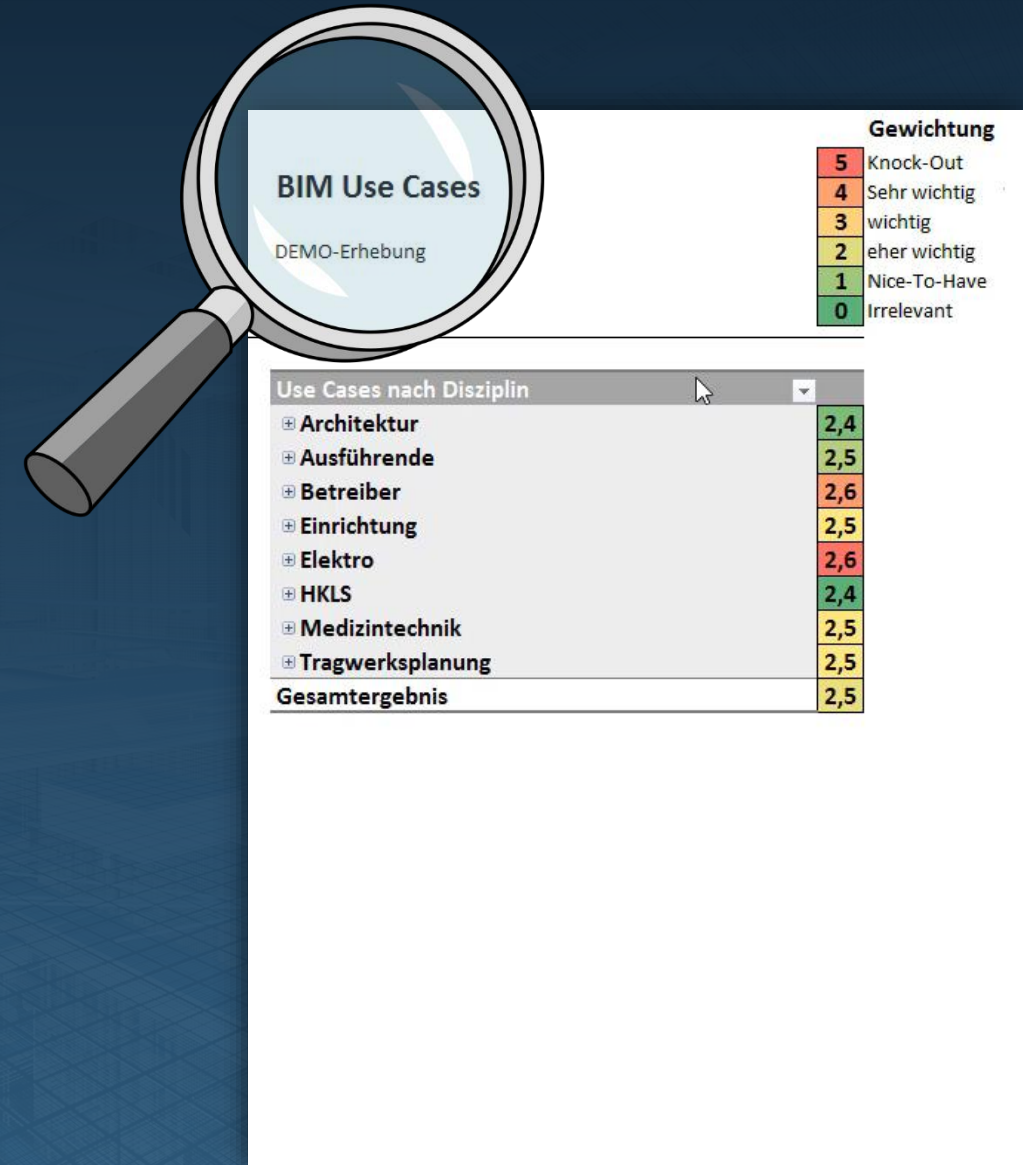 BIM Use Cases
DEMO-Erhebung
Gewichtung
5 Knock-Out
4 Sehr wichtig
3 wichtig
2 eher wichtig
1 Nice-To-Have
0 Irrelevant
Use Cases nach Disziplin
Architektur 2,4
Ausführende 2,5
Betreiber 2,6
Einrichtung 2,5
Elektro 2,6
HKLS 2,4
Medizintechnik 2,5
Tragwerksplanung 2,5
Gesamtergebnis 2,5